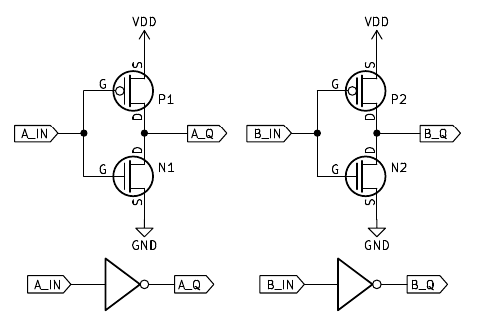 VDD
VDD
S
S
G
G
P1
P2
D
D
A_IN
A_Q
B_IN
B_Q
D
D
G
N1
G
N2
S
S
GND
GND
A_IN
A_Q
B_IN
B_Q